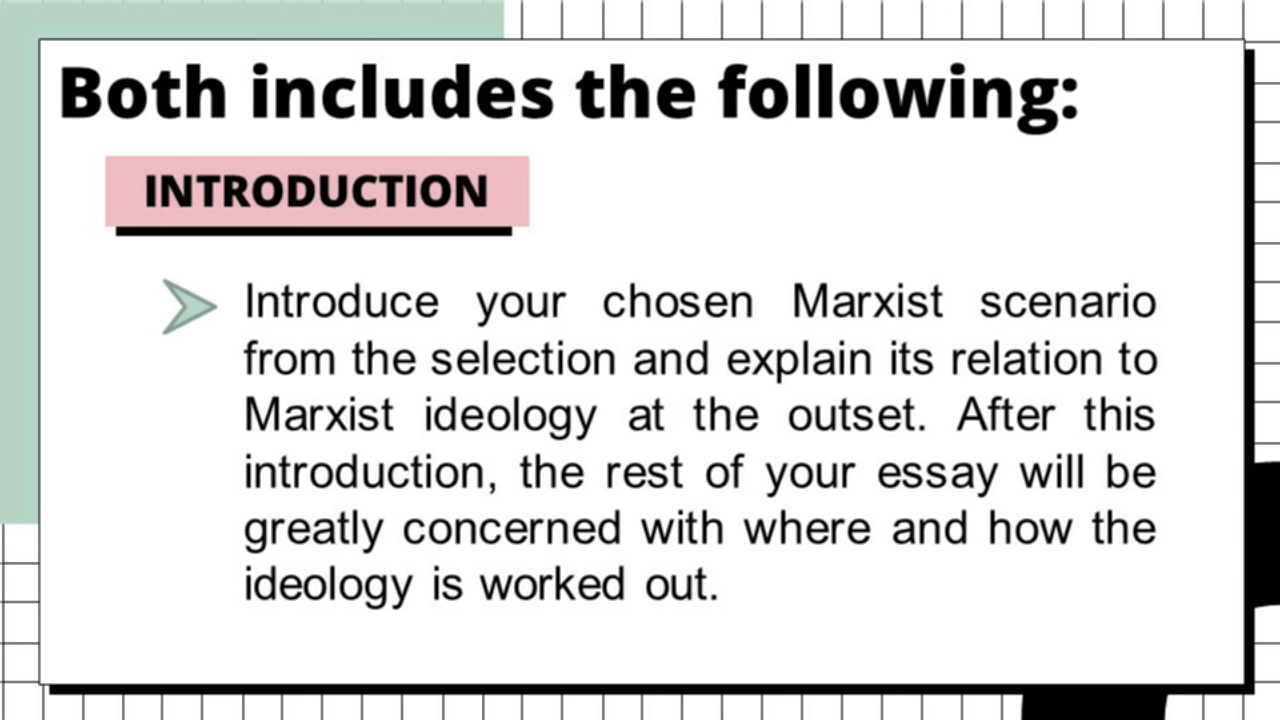 Both includes the following:
INTRODUCTION
Introduce your chosen Marxist scenario
from the selection and explain its relation to
Marxist ideology at the outset. After this
introduction, the rest of your essay will be
greatly concerned with where and how the
ideology is worked out.